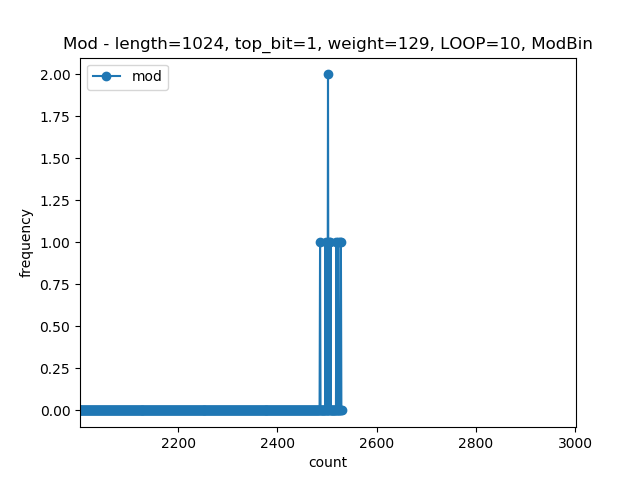 Mod - length=1024, top_bit=1, weight=129, LOOP=10, ModBin
mod
2.00
1.75
1.50
1.25
1.00
0.75
0.50
0.25
0.00
frequency
2200 2400 2600 2800 3000
count